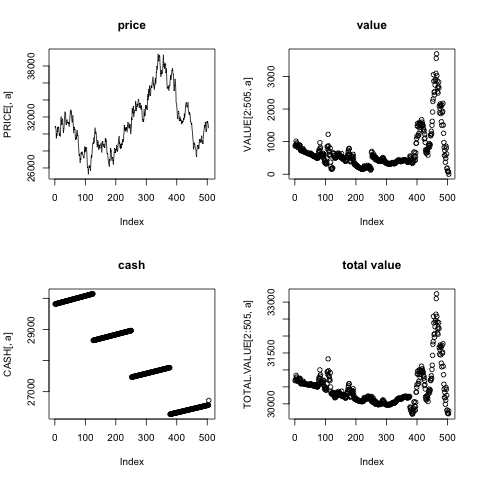 price
PRICE[, a]
26000 32000 38000
0 100 200 300 400 500
Index
value
VALUE[2:505, a]
0 1000 2000 3000
0 100 200 300 400 500
Index
cash
CASH[, a]
27000 29000
0 100 200 300 400 500
Index
total value
TOTAL.VALUE[2:505, a]
30000 31500 33000
0 100 200 300 400 500
Index